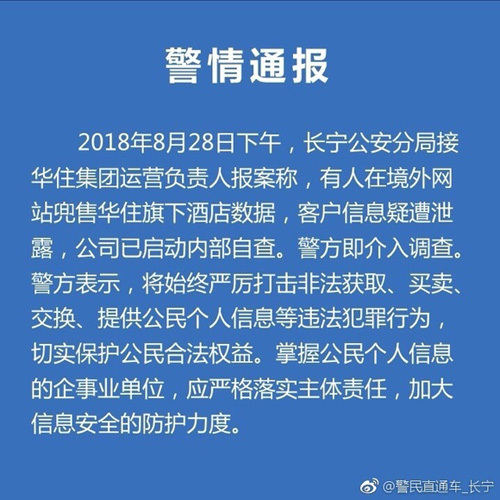 警情通报
2018年8月28日下午，长宁公安分局接
华住集团运营负责人报案称，有人在境外网
站兜售华住旗下酒店数据，客户信息疑遭泄
露，公司已启动内部自查。警方即介入调查。
警方表示，将始终严厉打击非法获取、买卖、
交换、提供公民个人信息等违法犯罪行为，
切实保护公民合法权益。掌握公民个人信息
的企事业单位，应严格落实主体责任，加大
信息安全的防护力度。
@警民直通车_长宁